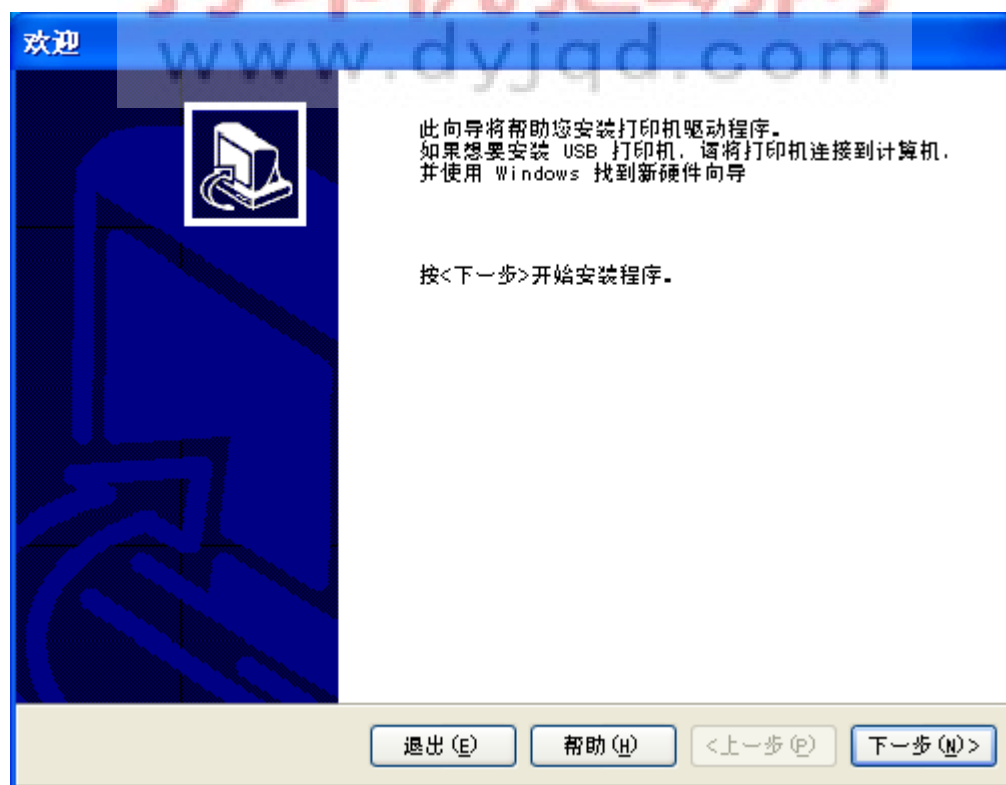 欢迎
www.dyjqd.com
此向导将帮助您安装打印机驱动程序。
如果想要安装 USB 打印机，请将打印机连接到计算机，
并使用 Windows 找到新硬件向导
按<下一步>开始安装程序。
退出(E)
帮助(H)
<上一步(P)
下一步(N)>